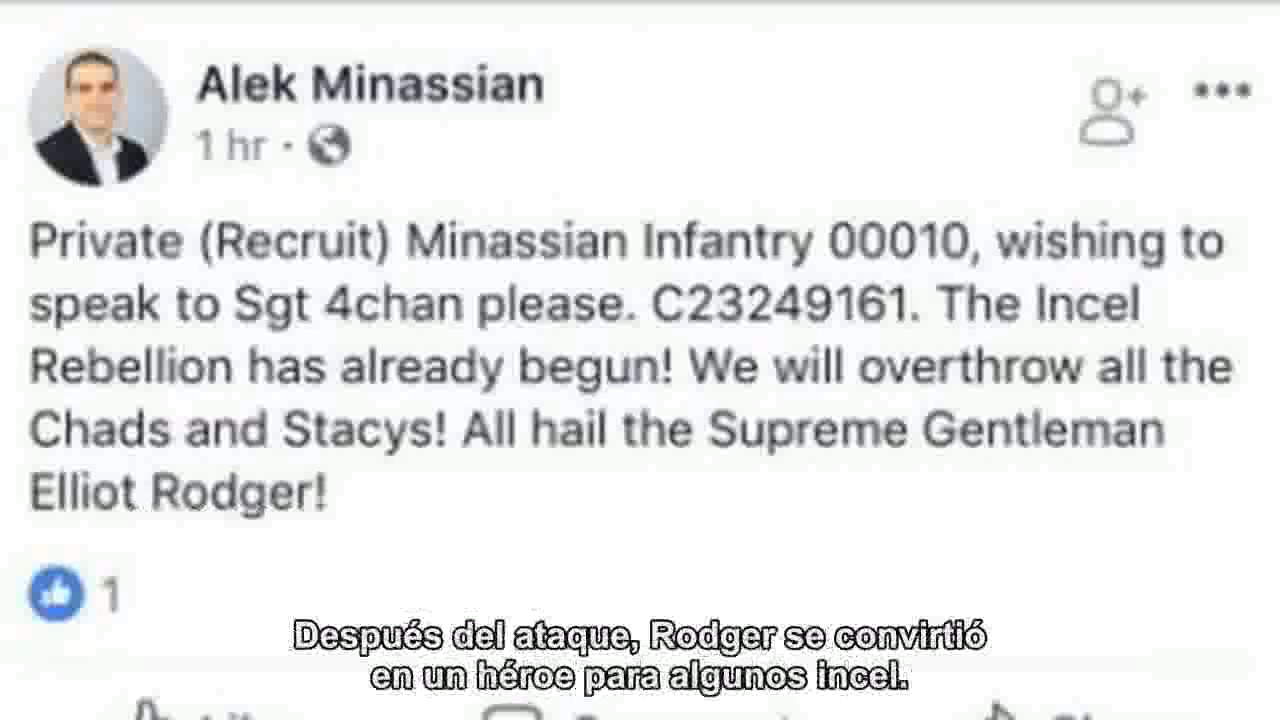 Alek Minassian
1 hr ·
Private (Recruit) Minassian Infantry 00010, wishing to
speak to Sgt 4chan please. C23249161. The Incel
Rebellion has already begun! We will overthrow all the
Chads and Stacys! All hail the Supreme Gentleman
Elliot Rodger!
1
Después del ataque, Rodger se convirtió
en un héroe para algunos incel.